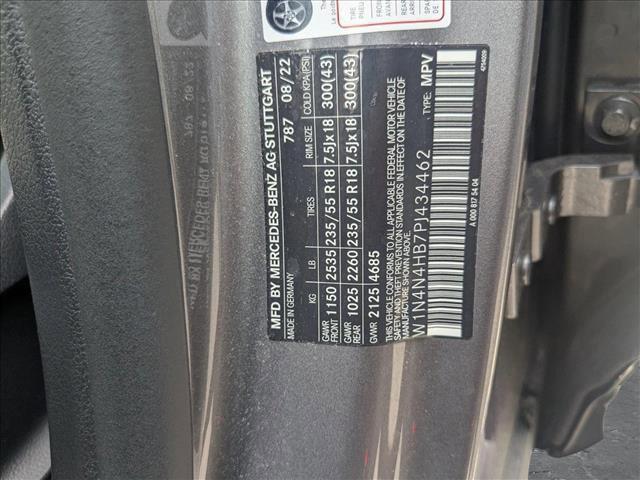 MFD BY MERCEDES-BENZ AG STUTTGART
MADE IN GERMANY 787 08/22
KG LB TIRES RIM SIZE COLD KPA(PSI)
GAWR FRONT 1150 2535 235/55 R18 7.5Jx18 300(43)
GAWR REAR 1025 2260 235/55 R18 7.5Jx18 300(43)
GVWR 2125 4685
THIS VEHICLE CONFORMS TO ALL APPLICABLE FEDERAL MOTOR VEHICLE
SAFETY AND THEFT PREVENTION STANDARDS IN EFFECT ON THE DATE OF
MANUFACTURE
TYPE: MPV
W1N4N4HB7PJ434462
A 000 817 54 04
TIRE
FRONT
REAR